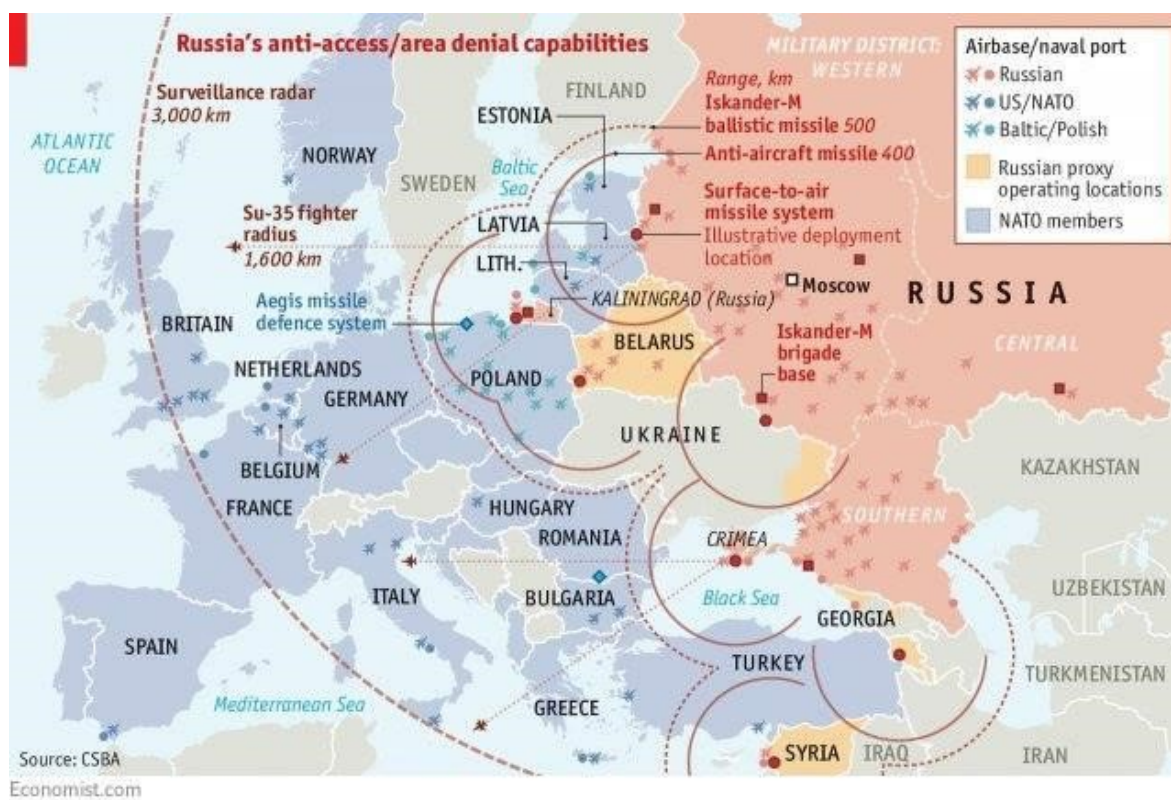 Russia's anti-access/area denial capabilities
MILITARY DISTRICT:
WESTERN
Airbase/naval port
Russian
US/NATO
Baltic/Polish
Russian proxy
operating locations
NATO members
Surveillance radar
3,000 km
Range, km
Iskander-M
ballistic missile 500
Anti-aircraft missile 400
Surface-to-air
missile system
Illustrative deployment
location
FINLAND
ESTONIA
ATLANTIC
OCEAN
NORWAY
SWEDEN
Baltic
Sea
Su-35 fighter
radius
1,600 km
LATVIA
LITH.
KALININGRAD (Russia)
Moscow
RUSSIA
Aegis missile
defence system
BRITAIN
BELARUS
Iskander-M
brigade
base
CENTRAL
NETHERLANDS
GERMANY
POLAND
UKRAINE
BELGIUM
KAZAKHSTAN
FRANCE
HUNGARY
ROMANIA
CRIMEA
SOUTHERN
UZBEKISTAN
ITALY
BULGARIA
Black Sea
GEORGIA
SPAIN
TURKEY
TURKMENISTAN
Mediterranean Sea
GREECE
SYRIA
IRAQ
IRAN
Source: CSBA
Economist.com